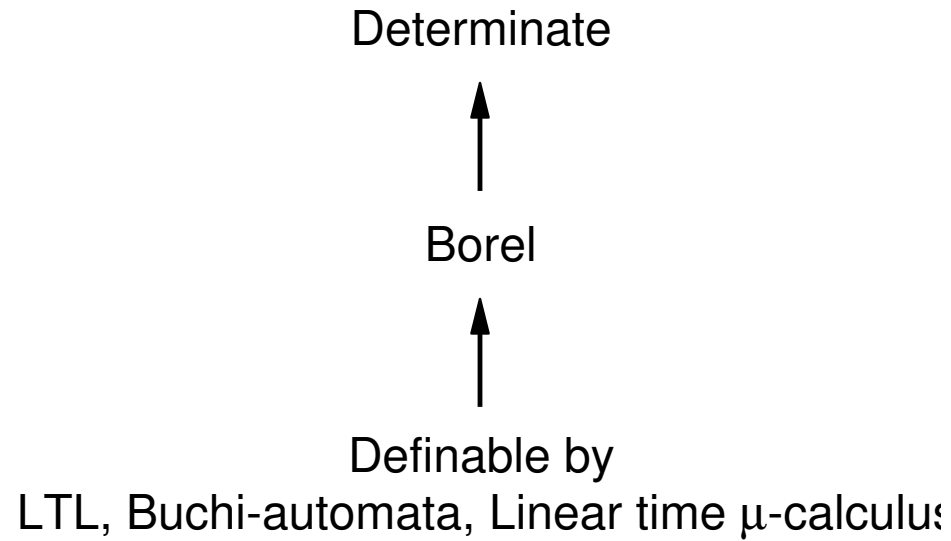 Determinate
Borel
Definable by
LTL, Buchi-automata, Linear time μ-calculus